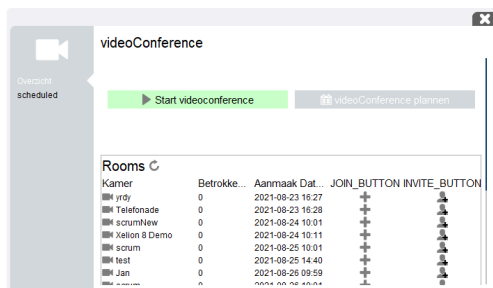 videoConference
Overzicht
scheduled
Start videoconference
videoConference plannen
Rooms
Kamer Betrokke... Aanmaak Dat... JOIN_BUTTON INVITE_BUTTON
yrdy 0 2021-08-23 16:27
Telefonade 0 2021-08-23 16:28
scrumNew 0 2021-08-24 10:01
Xelion 8 Demo 0 2021-08-24 10:11
scrum 0 2021-08-25 10:01
test 0 2021-08-25 14:40
Jan 0 2021-08-26 09:59